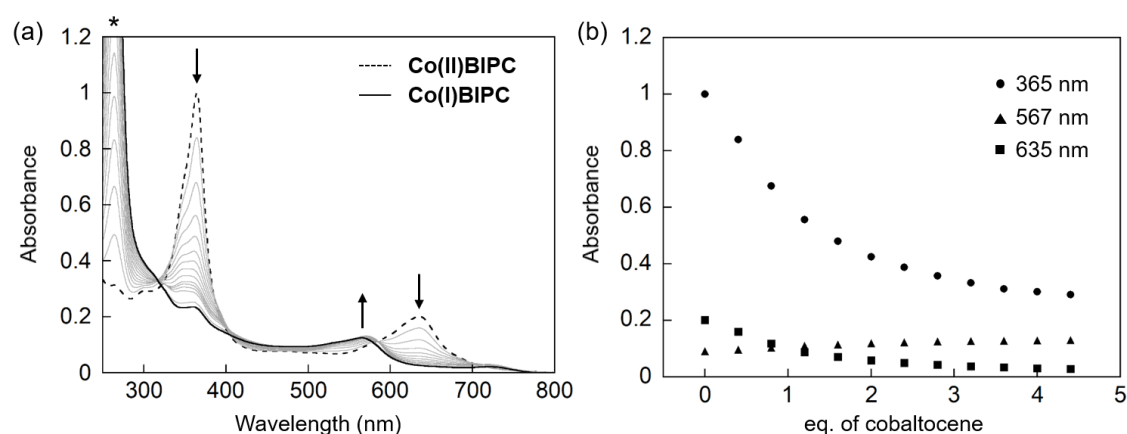 (a)
*
1.2
1
0.8
0.6
0.4
0.2
0
Absorbance
Co(II)BIPC
Co(I)BIPC
300 400 500 600 700 800
Wavelength (nm)
(b)
1.2
1
0.8
0.6
0.4
0.2
0
Absorbance
365 nm
567 nm
635 nm
0 1 2 3 4 5
eq. of cobaltocene